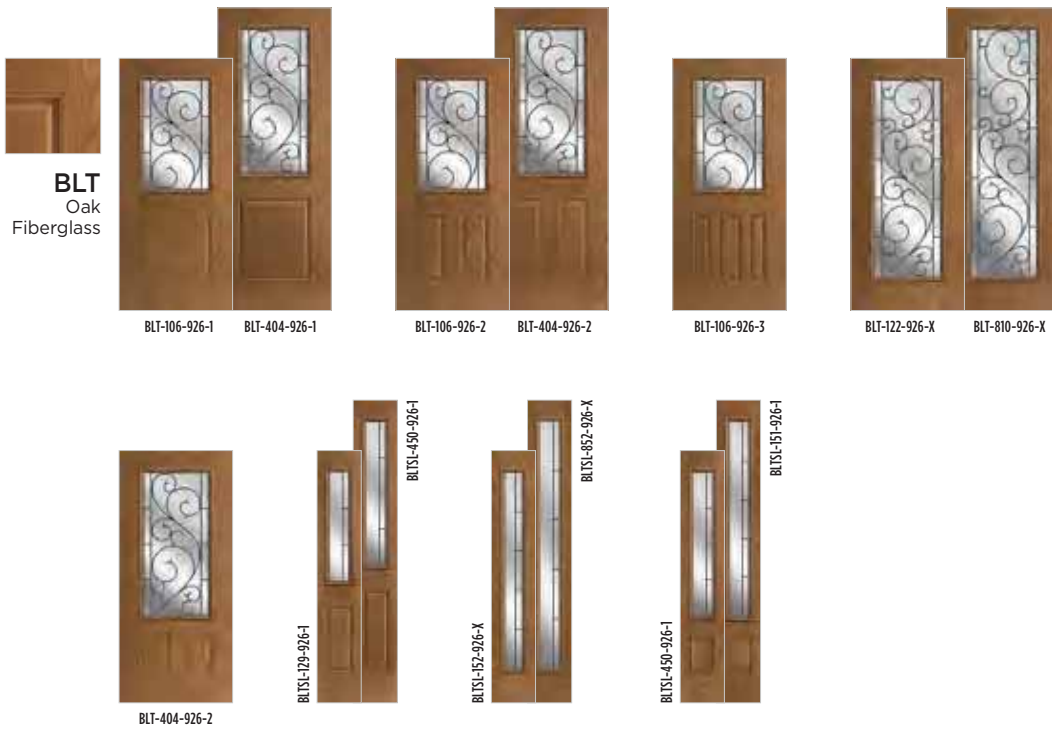 BLT
Oak
Fiberglass
BLT-106-926-1
BLT-404-926-1
BLT-106-926-2
BLT-404-926-2
BLT-106-926-3
BLT-122-926-X
BLT-810-926-X
BLT-404-926-2
BLTSL-129-926-1
BLTSL-450-926-1
BLTSL-152-926-X
BLTSL-852-926-X
BLTSL-450-926-1
BLTSL-151-926-1